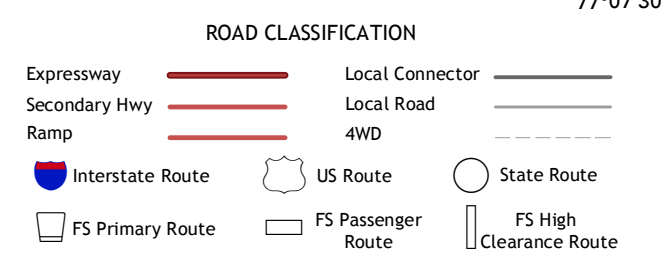 ROAD CLASSIFICATION
Expressway
Local Connector
Secondary Hwy
Local Road
Ramp
4WD
Interstate Route
US Route
State Route
FS Primary Route
FS Passenger
Route
FS High
Clearance Route